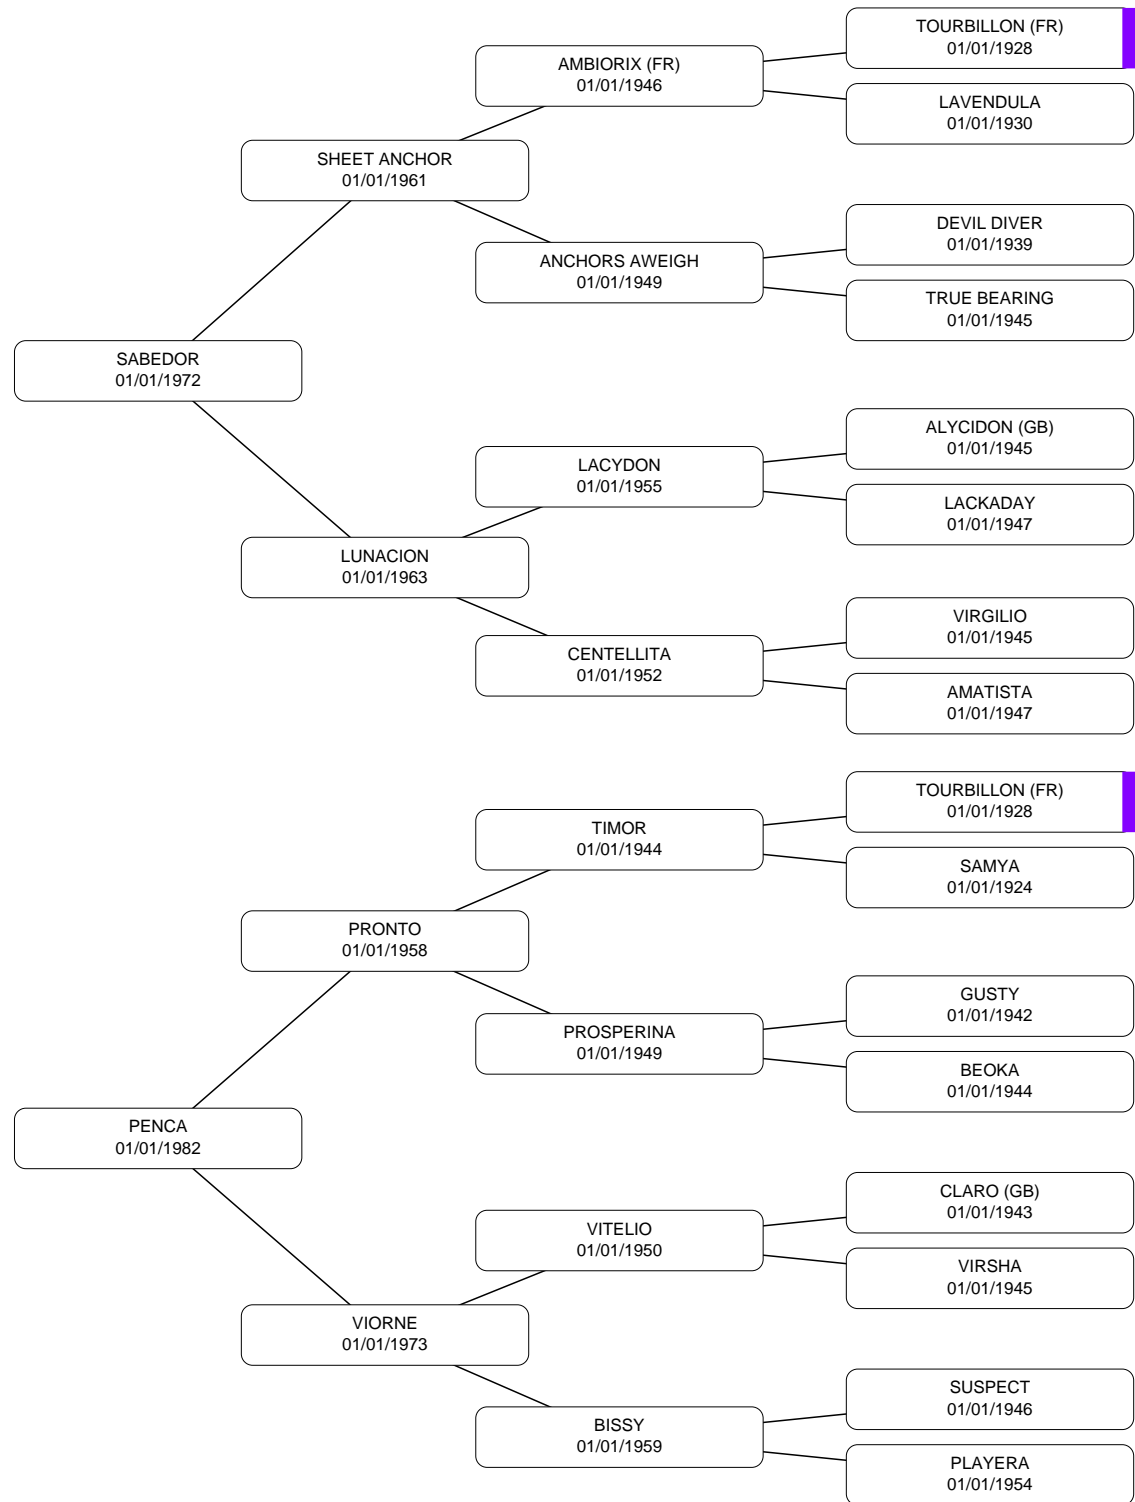 TOURBILLON (FR)
01/01/1928
AMBIORIX (FR)
01/01/1946
LAVENDULA
01/01/1930
SHEET ANCHOR
01/01/1961
DEVIL DIVER
01/01/1939
ANCHORS AWEIGH
01/01/1949
TRUE BEARING
01/01/1945
SABEDOR
01/01/1972
ALYCIDON (GB)
01/01/1945
LACYDON
01/01/1955
LACKADAY
01/01/1947
LUNACION
01/01/1963
VIRGILIO
01/01/1945
CENTELLITA
01/01/1952
AMATISTA
01/01/1947
TOURBILLON (FR)
01/01/1928
TIMOR
01/01/1944
SAMYA
01/01/1924
PRONTO
01/01/1958
GUSTY
01/01/1942
PROSPERINA
01/01/1949
BEOKA
01/01/1944
PENCA
01/01/1982
CLARO (GB)
01/01/1943
VITELIO
01/01/1950
VIRSHA
01/01/1945
VIORNE
01/01/1973
SUSPECT
01/01/1946
BISSY
01/01/1959
PLAYERA
01/01/1954